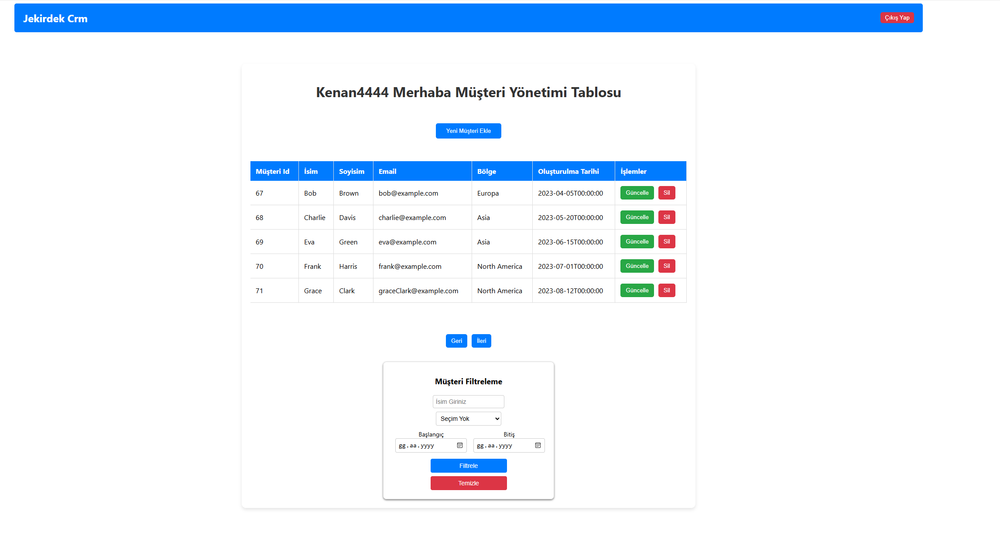 Jekirdek Crm
Çıkış Yap
Kenan4444 Merhaba Müşteri Yönetimi Tablosu
Yeni Müşteri Ekle
Müşteri Id İsim Soyisim Email Bölge Oluşturulma Tarihi İşlemler
67 Bob Brown bob@example.com Europa 2023-04-05T00:00:00 Güncelle Sil
68 Charlie Davis charlie@example.com Asia 2023-05-20T00:00:00 Güncelle Sil
69 Eva Green eva@example.com Asia 2023-06-15T00:00:00 Güncelle Sil
70 Frank Harris frank@example.com North America 2023-07-01T00:00:00 Güncelle Sil
71 Grace Clark graceClark@example.com North America 2023-08-12T00:00:00 Güncelle Sil
Geri İleri
Müşteri Filtreleme
İsim Giriniz
Seçim Yok
Başlangıç Bitiş
gg.aa.yyyy gg.aa.yyyy
Filtrele
Temizle